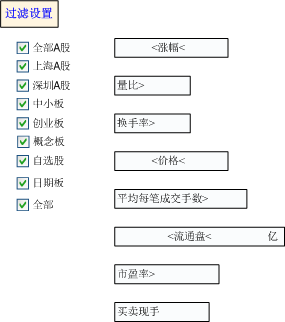 过滤设置
全部A股
上海A股
深圳A股
中小板
创业板
概念板
自选股
日期板
全部
<涨幅<
量比>
换手率>
<价格<
平均每笔成交手数>
<流通盘< 亿
市盈率>
买卖现手